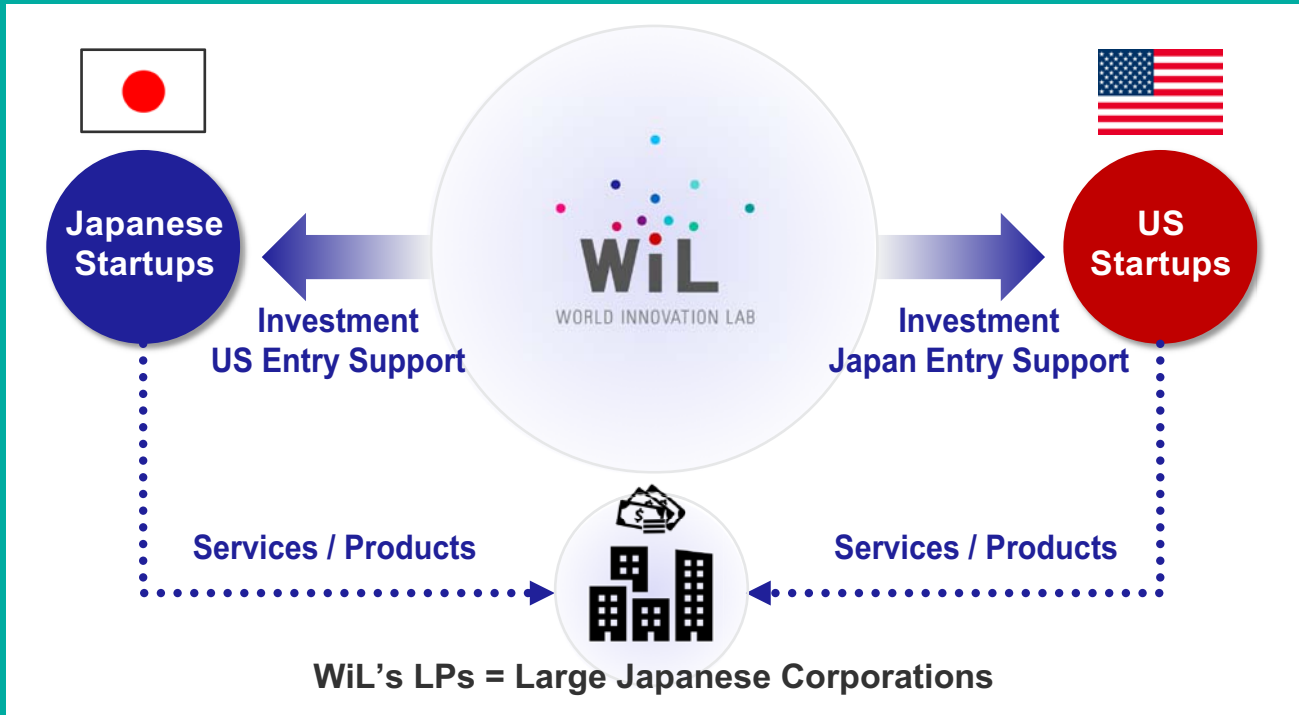 Japanese
Startups
US
Startups
WiL
WORLD INNOVATION LAB
Investment
US Entry Support
Investment
Japan Entry Support
$
Services / Products
Services / Products
WiL's LPs = Large Japanese Corporations